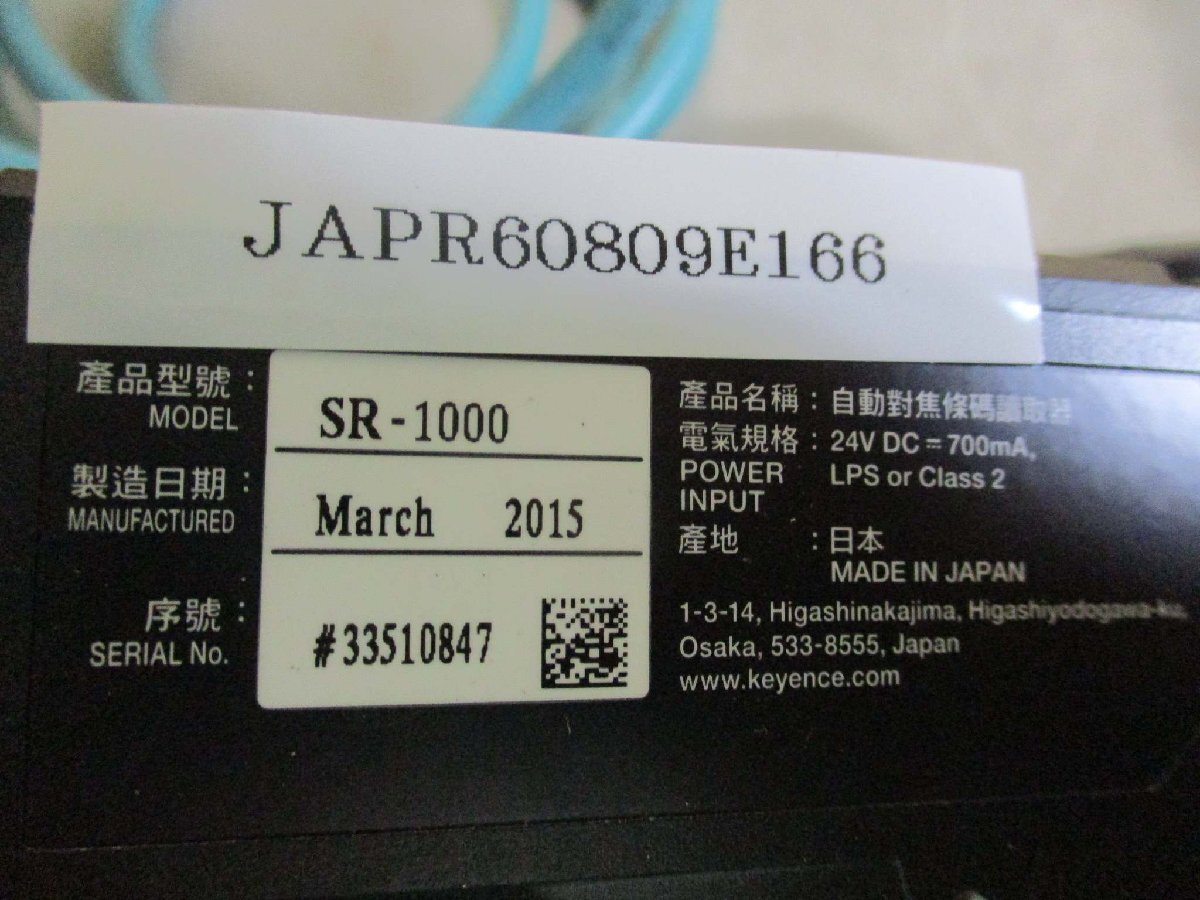 JAPR60809E166
產品型號：
MODEL
SR-1000
製造日期：
MANUFACTURED
March 2015
序號：
SERIAL No.
#33510847
產品名稱：自動對焦條碼讀取器
電氣規格：24V DC = 700mA,
POWER LPS or Class 2
INPUT
產地 ：日本
MADE IN JAPAN
1-3-14, Higashinakajima, Higashiyodogawa-ku,
Osaka, 533-8555, Japan
www.keyence.com